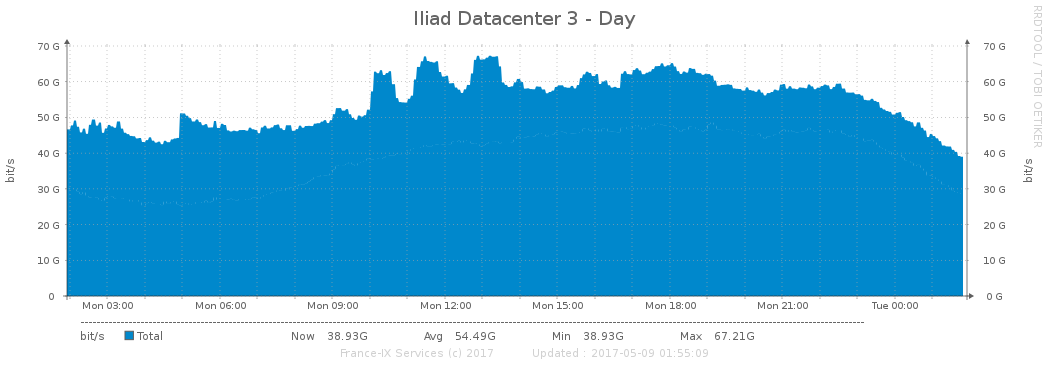 Iliad Datacenter 3 - Day
RRDTOOL / TOBI OETIKER
70 G 70 G
60 G 60 G
50 G 50 G
40 G 40 G
30 G 30 G
20 G 20 G
10 G 10 G
0 0 G
bit/s bit/s
Mon 03:00 Mon 06:00 Mon 09:00 Mon 12:00 Mon 15:00 Mon 18:00 Mon 21:00 Tue 00:00
bit/s Total Now 38.93G Avg 54.49G Min 38.93G Max 67.21G
France-IX Services (c) 2017 Updated : 2017-05-09 01:55:09